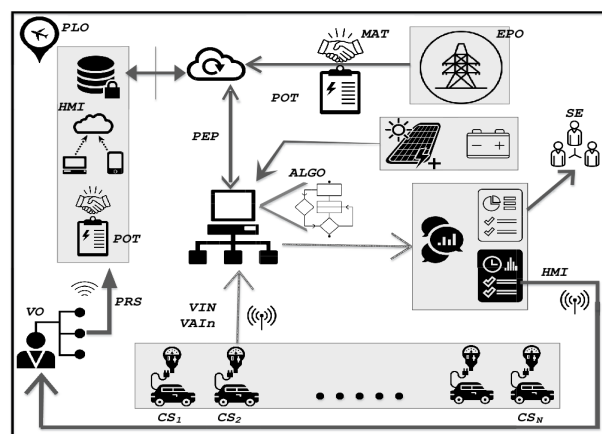 PLO
MAT
EPO
HMI
POT
SE
PEP
ALGO
POT
HMI
PRS
VIN
VAIn
VO
CS1
CS2
CSN